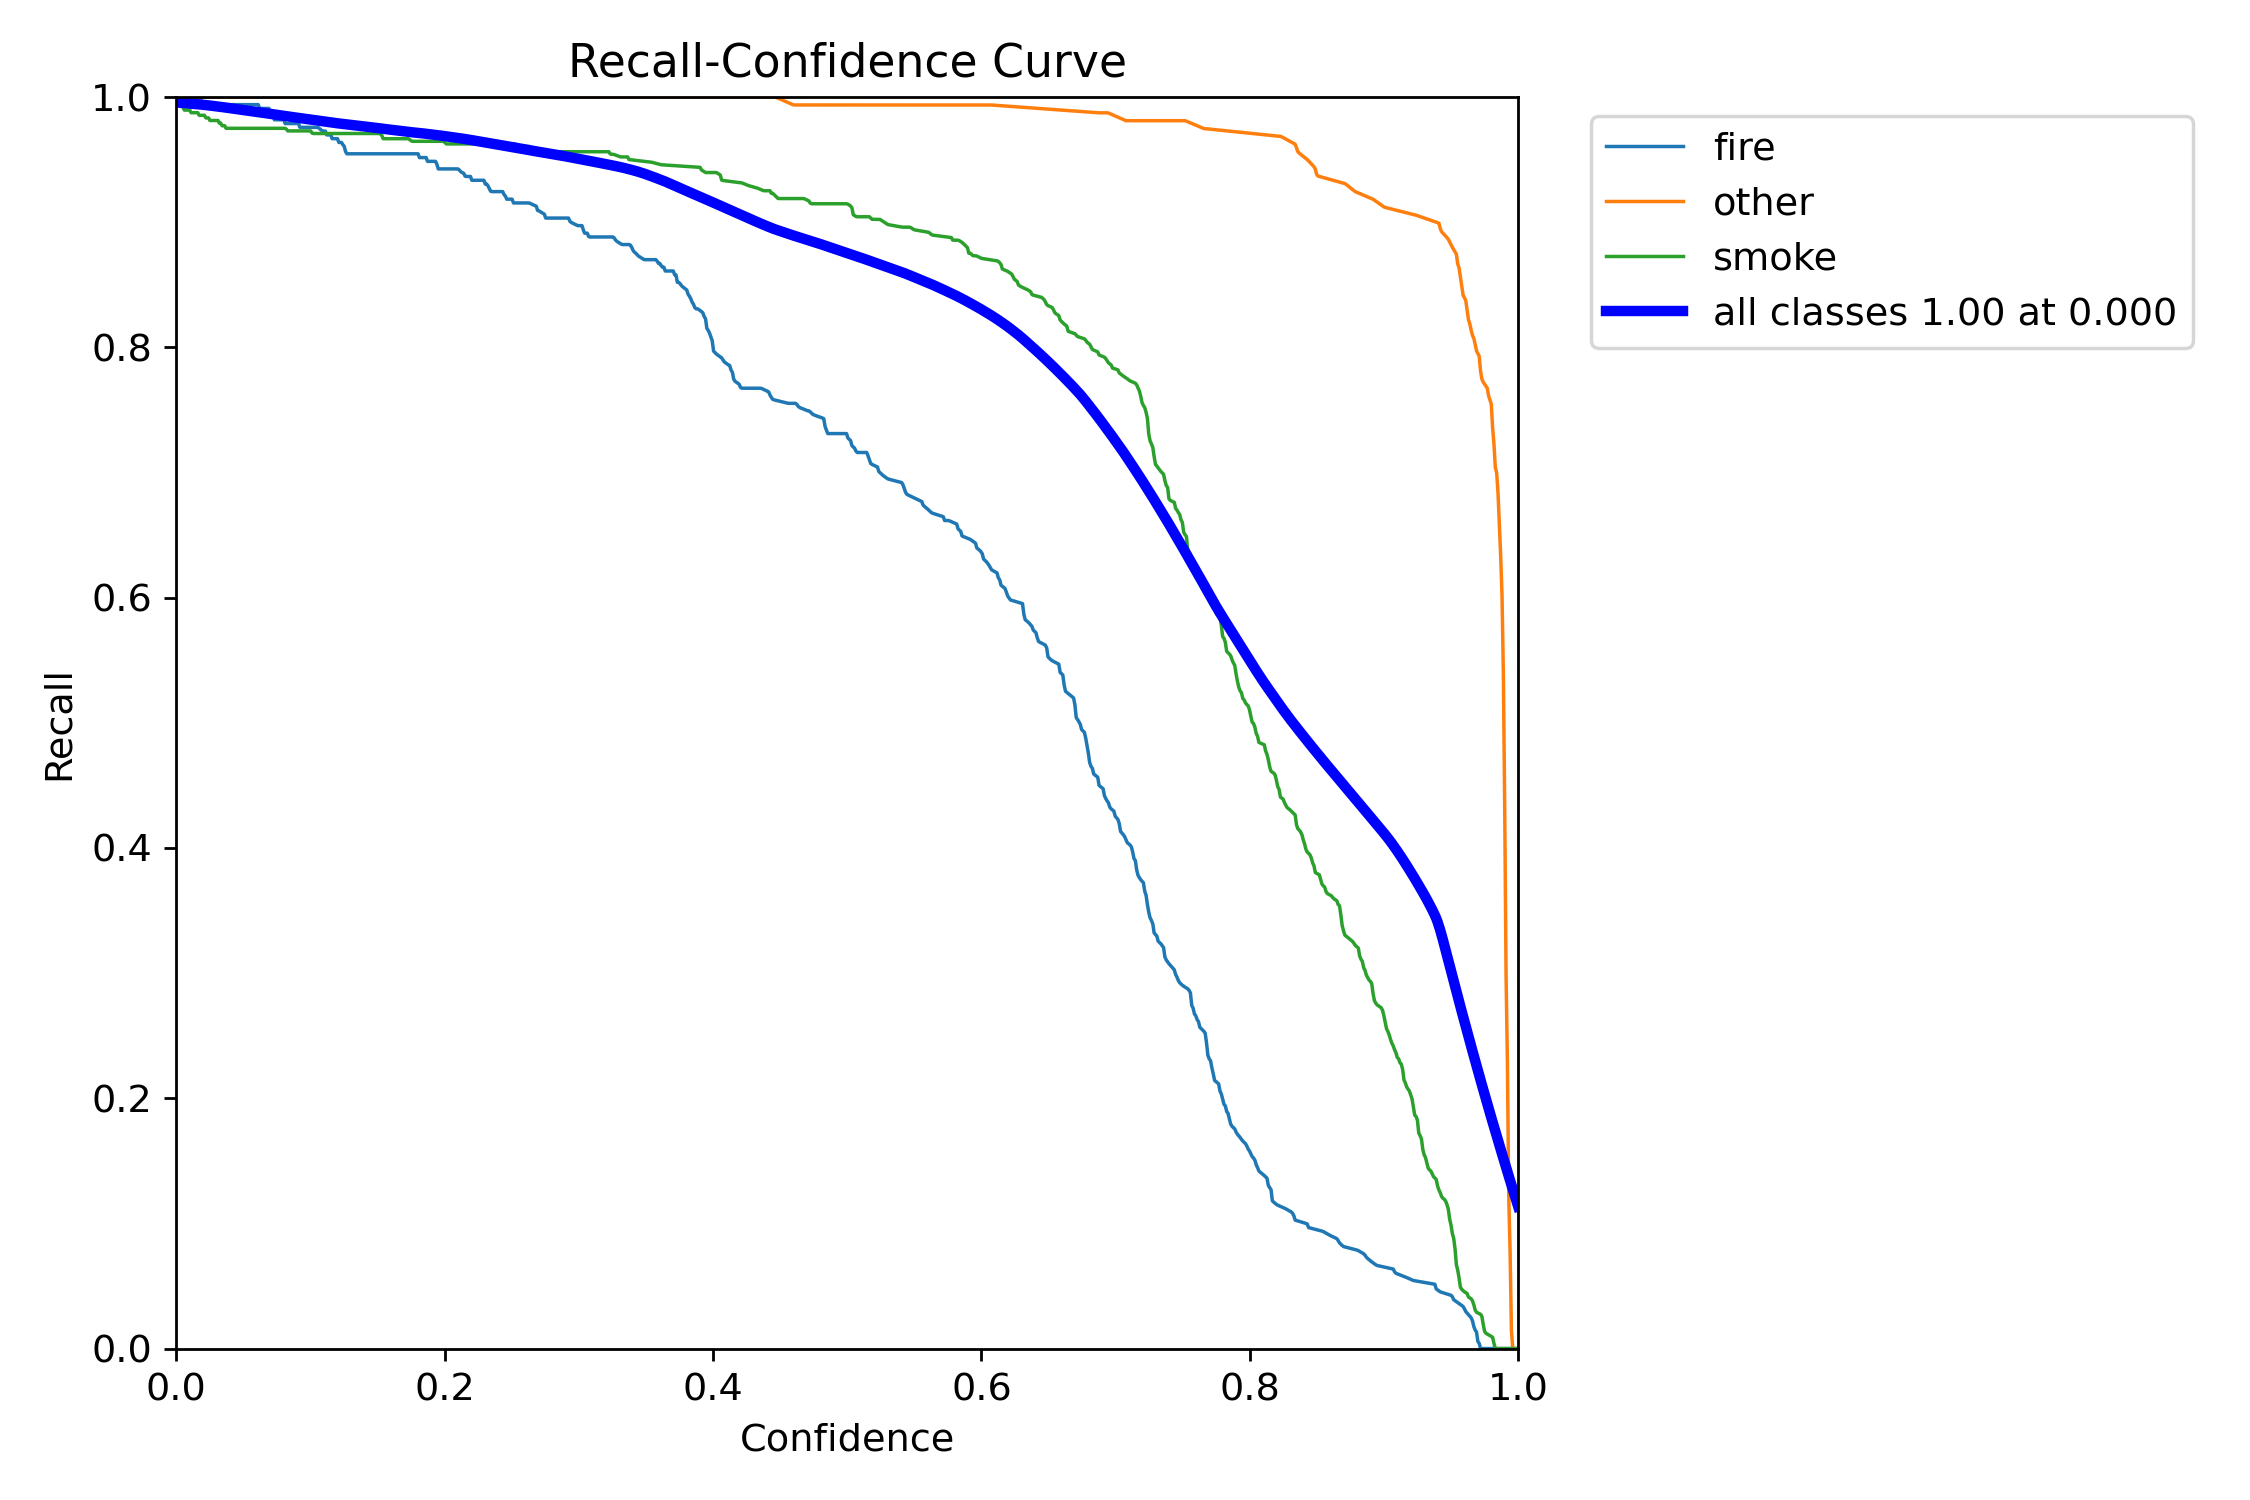 Recall-Confidence Curve
1.0
0.8
0.6
0.4
0.2
0.0
Recall
0.0 0.2 0.4 0.6 0.8 1.0
Confidence
fire
other
smoke
all classes 1.00 at 0.000